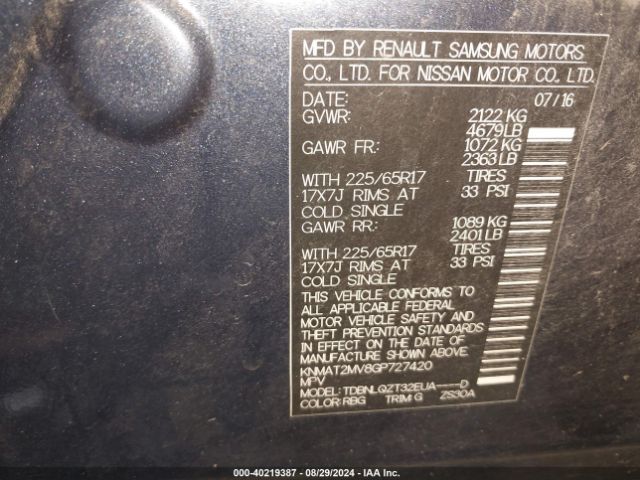 MFD BY RENAULT SAMSUNG MOTORS
CO., LTD. FOR NISSAN MOTOR CO., LTD.
DATE: 07/16
GVWR: 2122 KG
4679 LB
GAWR FR: 1072 KG
2363 LB
WITH 225/65R17 TIRES
17X7J RIMS AT 33 PSI
COLD SINGLE
GAWR RR: 1089 KG
2401 LB
WITH 225/65R17 TIRES
17X7J RIMS AT 33 PSI
COLD SINGLE
THIS VEHICLE CONFORMS TO
ALL APPLICABLE FEDERAL
MOTOR VEHICLE SAFETY AND
THEFT PREVENTION STANDARDS
IN EFFECT ON THE DATE OF
MANUFACTURE SHOWN ABOVE.
KNMAT2MV8GP727420
MPV
MODEL: TDBNLQZT32EUA----D
COLOR: RBG TRIM: G ZS30A
000-40219387 - 08/29/2024 - IAA Inc.